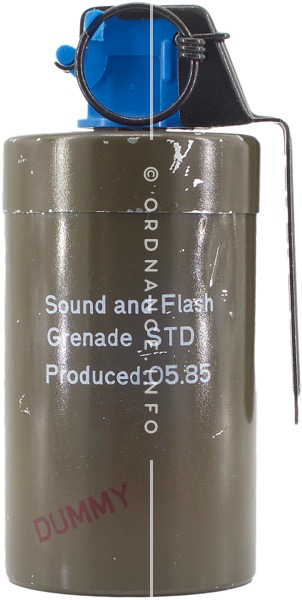 © ORDNANCE.INFO
Sound and Flash
Grenade STD
Produced:05.85
DUMMY